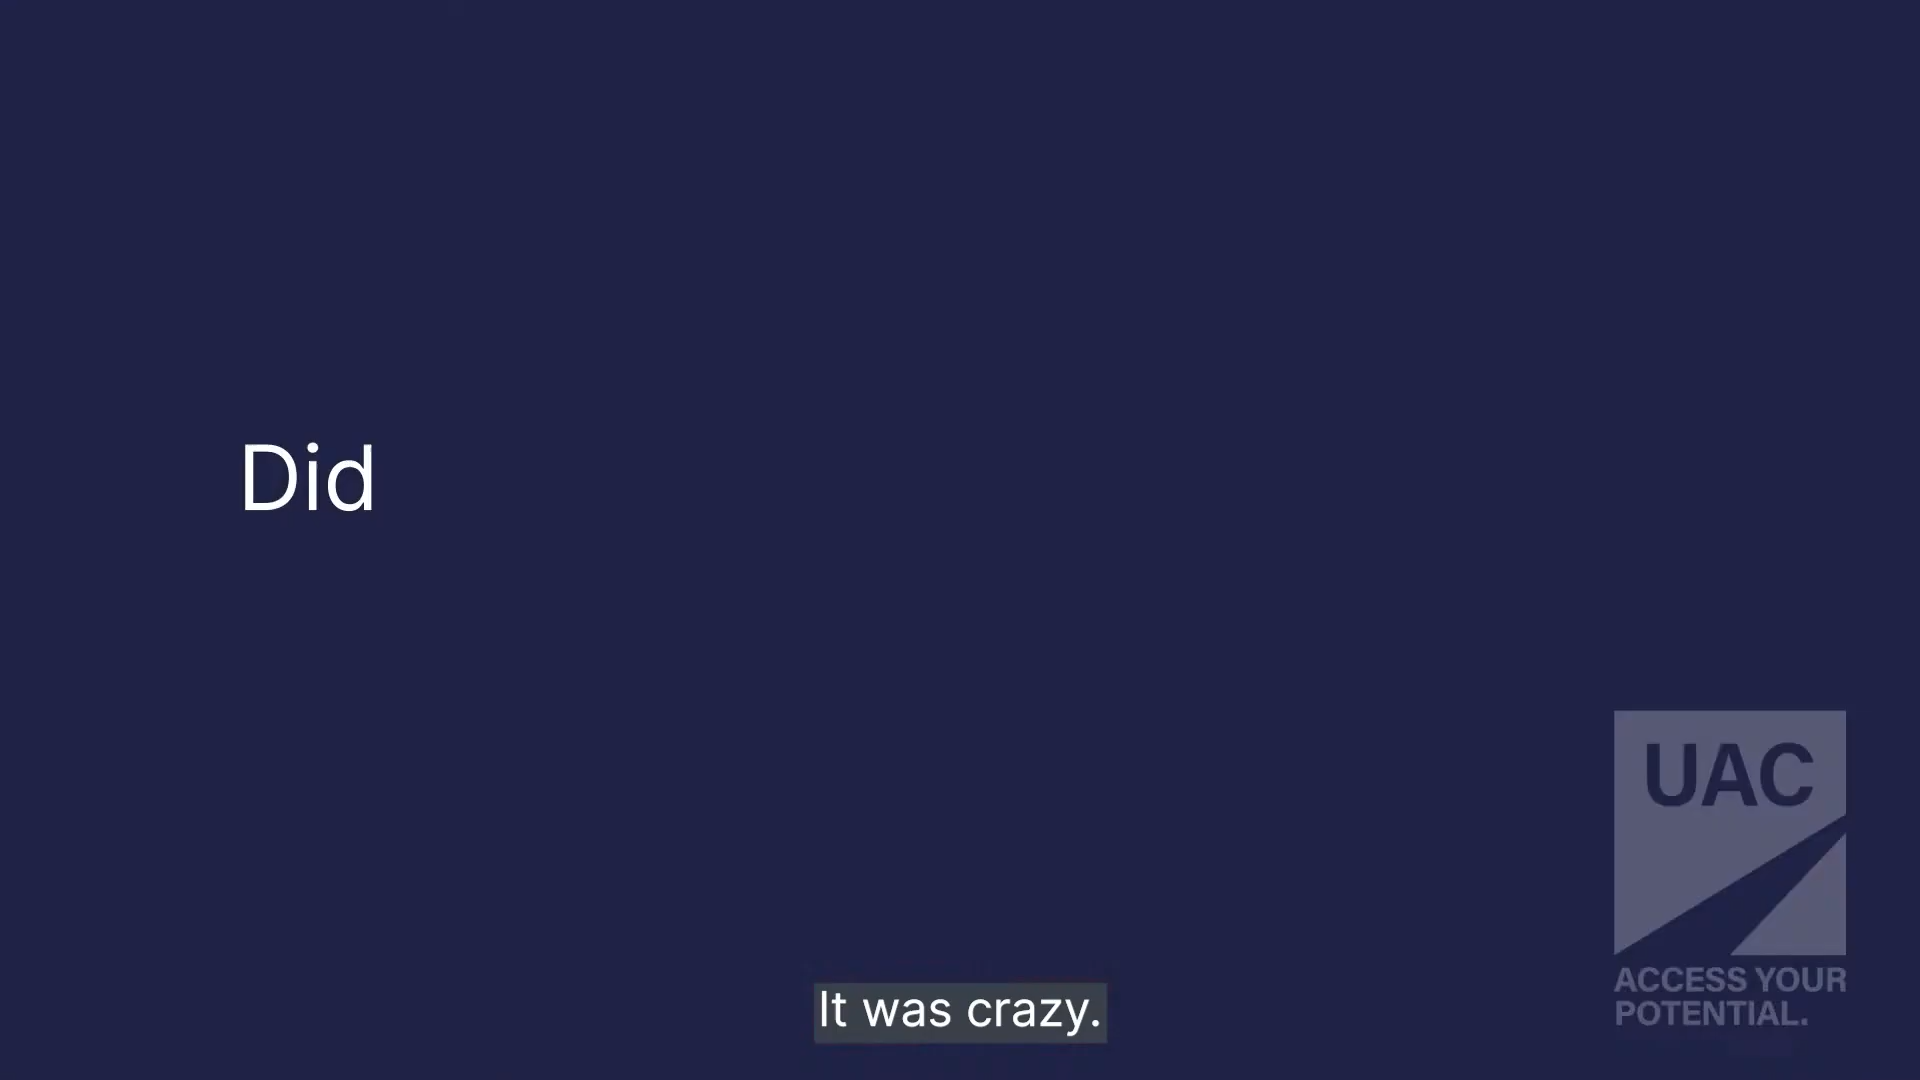 Did
UAC
ACCESS YOUR
POTENTIAL.
It was crazy.